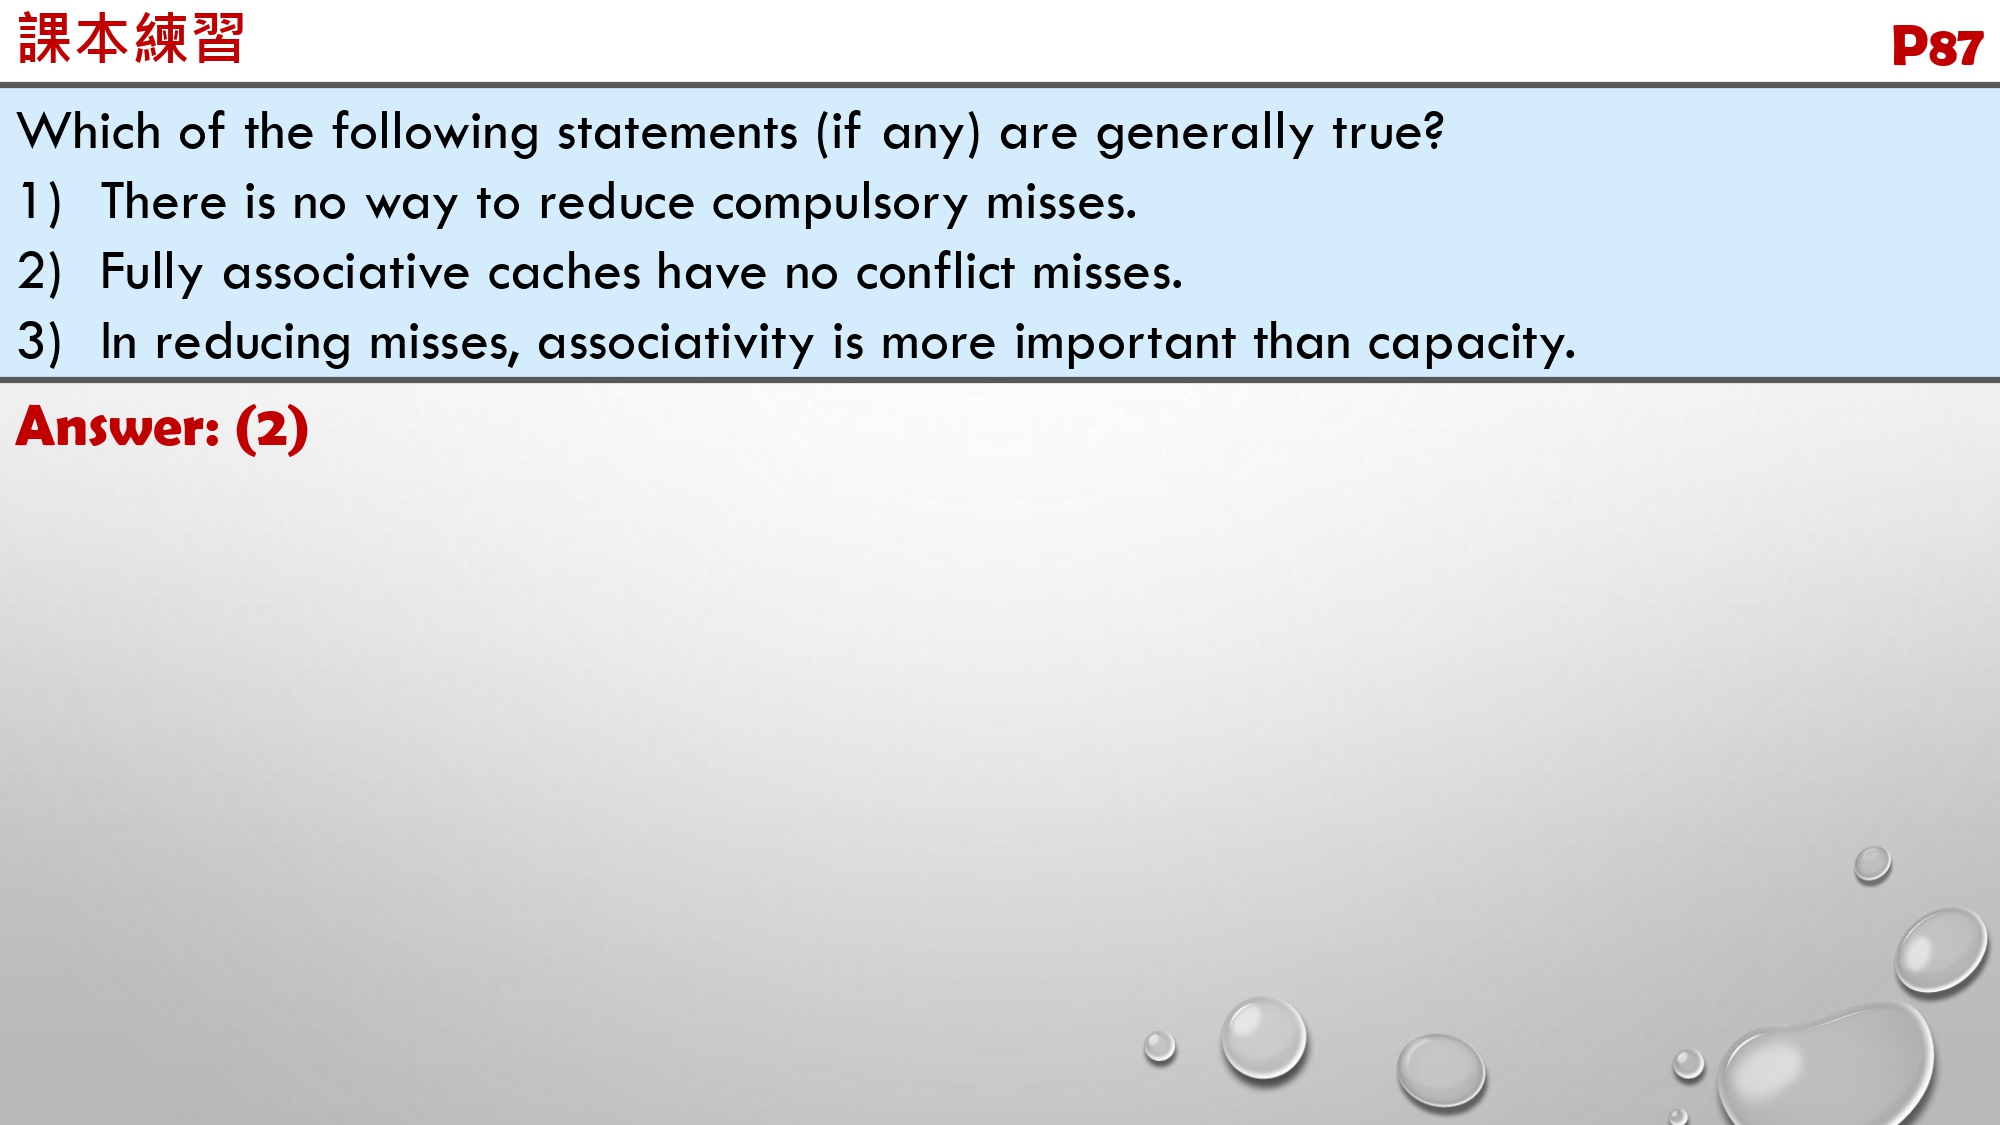 課本練習
P87
Which of the following statements (if any) are generally true?
1) There is no way to reduce compulsory misses.
2) Fully associative caches have no conflict misses.
3) In reducing misses, associativity is more important than capacity.
Answer: (2)